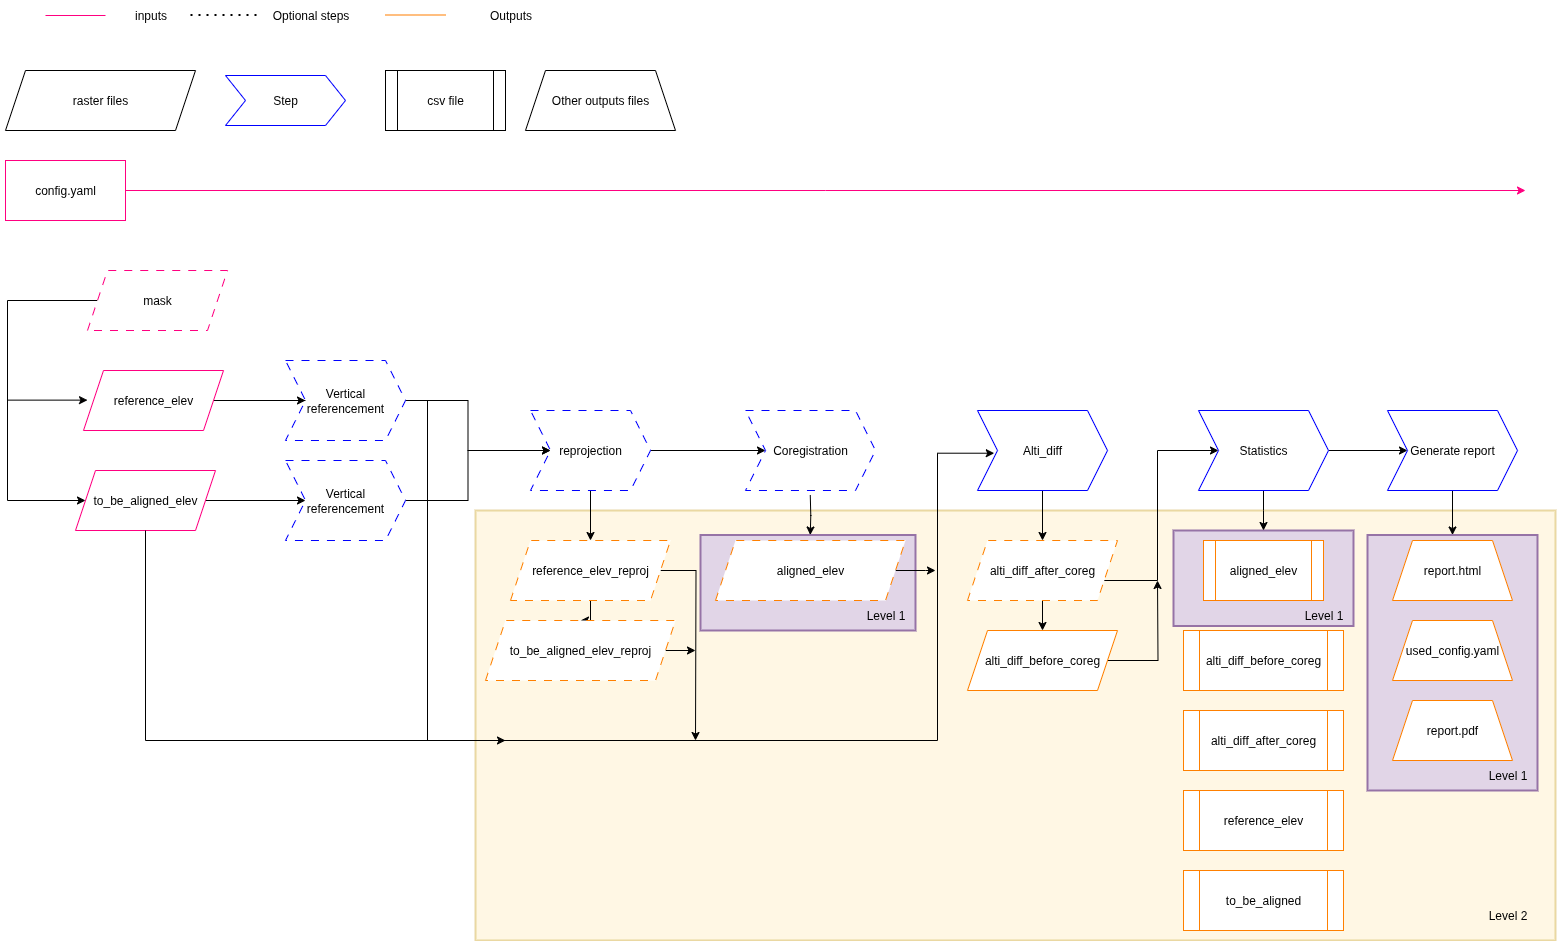 inputs
Optional steps
Outputs
raster files
Step
csv file
Other outputs files
config.yaml
mask
reference_elev
Vertical
referencement
to_be_aligned_elev
Vertical
referencement
reprojection
Coregistration
Alti_diff
Statistics
Generate report
reference_elev_reproj
to_be_aligned_elev_reproj
aligned_elev
Level 1
alti_diff_after_coreg
alti_diff_before_coreg
aligned_elev
Level 1
alti_diff_before_coreg
alti_diff_after_coreg
reference_elev
to_be_aligned
report.html
used_config.yaml
report.pdf
Level 1
Level 2